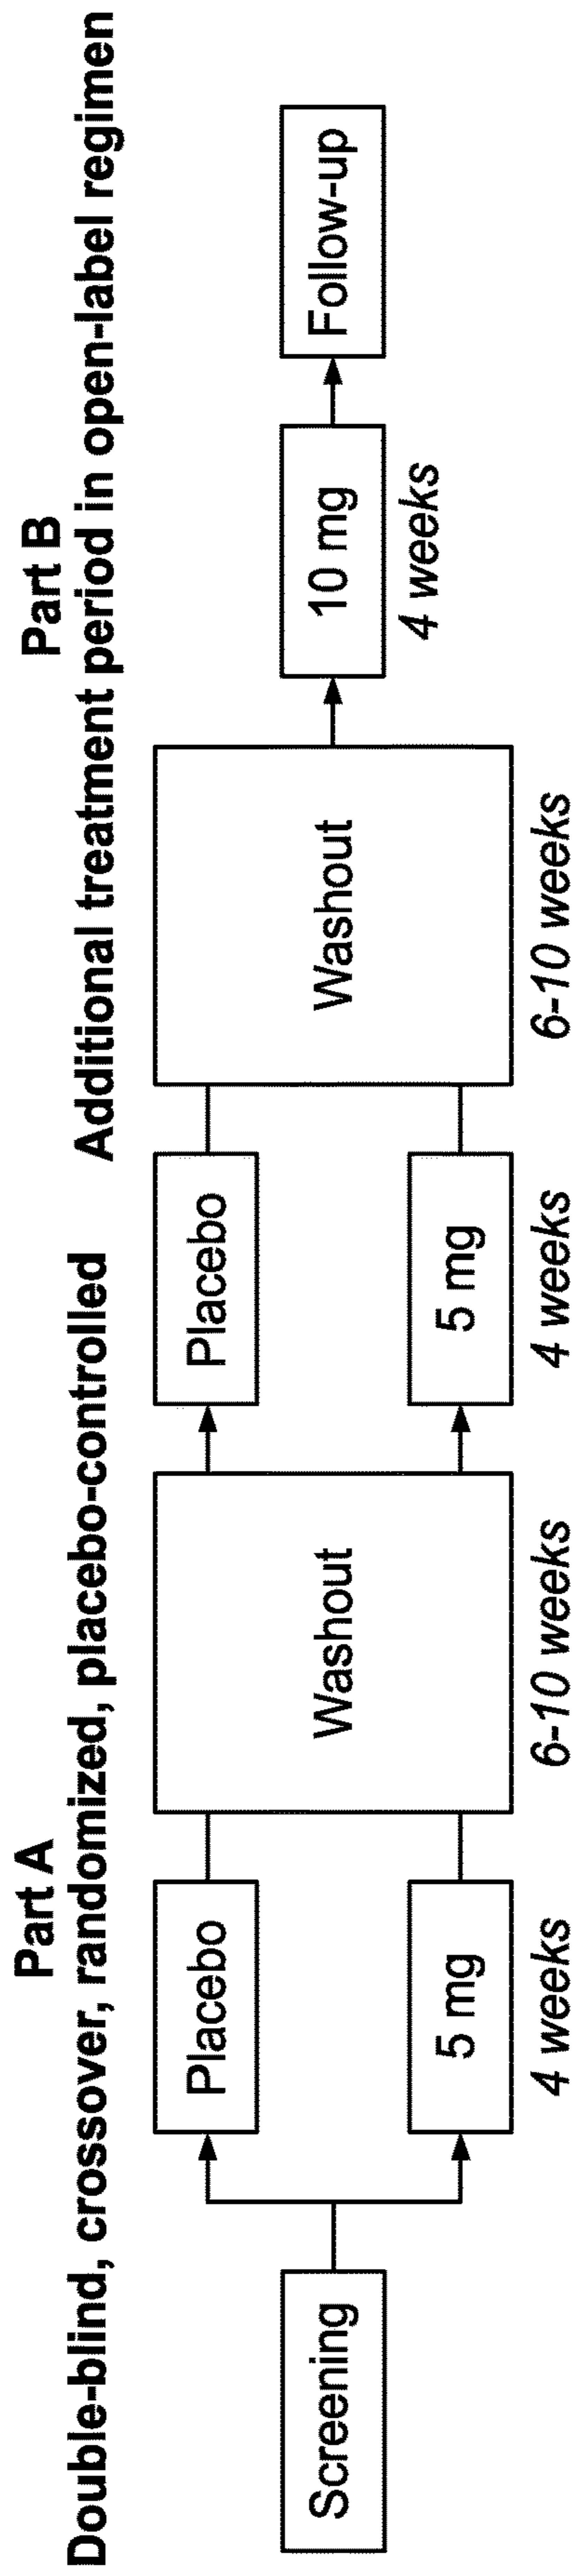 Part A
Double-blind, crossover, randomized, placebo-controlled
Part B
Additional treatment period in open-label regimen
Screening
Placebo
5 mg
4 weeks
Washout
6-10 weeks
Placebo
5 mg
4 weeks
Washout
6-10 weeks
10 mg
4 weeks
Follow-up